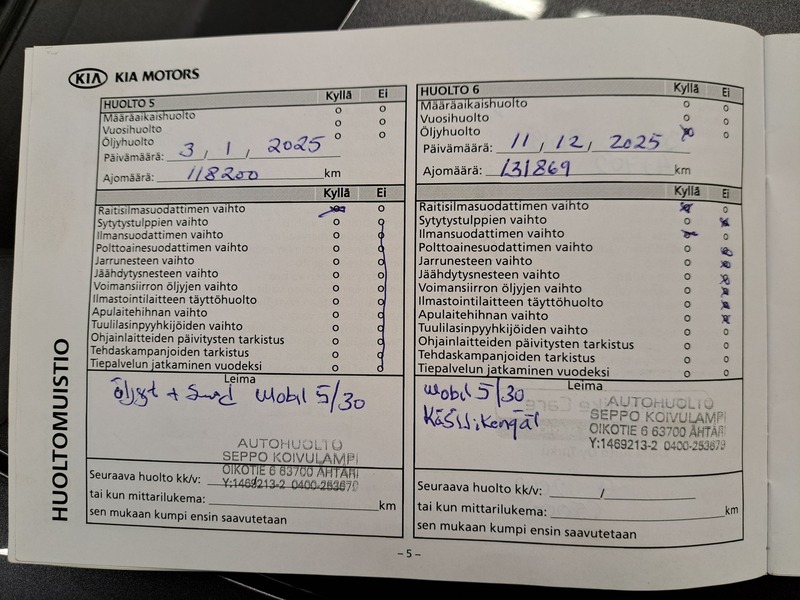 KIA KIA MOTORS
HUOLTO 5 Kyllä Ei
Määräaikaishuolto o o
Vuosihuolto o o
Öljyhuolto o o
Päivämäärä: 3 , 1 , 2025
Ajomäärä: 118200 km
Kyllä Ei
Raitisilmasuodattimen vaihto o
Sytytystulppien vaihto o o
Ilmansuodattimen vaihto o o
Polttoainesuodattimen vaihto o o
Jarrunesteen vaihto o o
Jäähdytysnesteen vaihto o o
Voimansiirron öljyjen vaihto o o
Ilmastointilaitteen täyttöhuolto o o
Apulaitehihnan vaihto o o
Tuulilasinpyyhkijöiden vaihto o o
Ohjainlaitteiden päivitysten tarkistus o o
Tehdaskampanjoiden tarkistus o o
Tiepalvelun jatkaminen vuodeksi o o
Leima
öljyt + Suod Mobil 5/30
AUTOHUOLTO
SEPPO KOIVULAMPI
OIKOTIE 6 63700 ÄHTÄRI
Y:1469213-2 0400-253679
Seuraava huolto kk/v: /
tai kun mittarilukema: km
sen mukaan kumpi ensin saavutetaan
HUOLTO 6 Kyllä Ei
Määräaikaishuolto o o
Vuosihuolto o o
Öljyhuolto o
Päivämäärä: 11 , 12 , 2025
Ajomäärä: 131869 km
Kyllä Ei
Raitisilmasuodattimen vaihto o
Sytytystulppien vaihto o
Ilmansuodattimen vaihto o
Polttoainesuodattimen vaihto o
Jarrunesteen vaihto o
Jäähdytysnesteen vaihto o
Voimansiirron öljyjen vaihto o
Ilmastointilaitteen täyttöhuolto o
Apulaitehihnan vaihto o
Tuulilasinpyyhkijöiden vaihto o o
Ohjainlaitteiden päivitysten tarkistus o o
Tehdaskampanjoiden tarkistus o o
Tiepalvelun jatkaminen vuodeksi o o
Leima
Mobil 5/30
AUTOHUOLTO
SEPPO KOIVULAMPI
OIKOTIE 6 63700 ÄHTÄRI
Y:1469213-2 0400-253679
Seuraava huolto kk/v: /
tai kun mittarilukema: km
sen mukaan kumpi ensin saavutetaan
HUOLTOMUISTIO
– 5 –